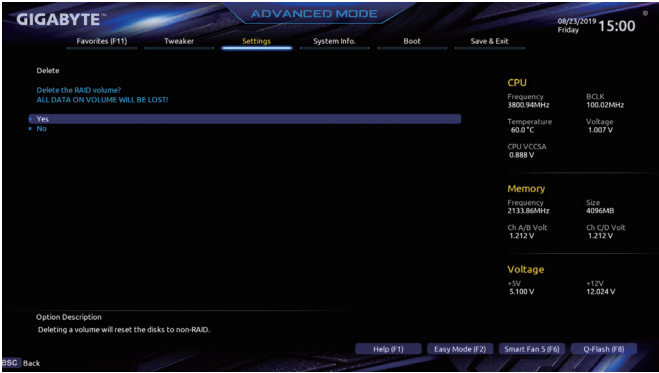 GIGABYTE™
ADVANCED MODE
08/23/2019
Friday
15:00
Favorites (F11) Tweaker Settings System Info. Boot Save & Exit
Delete
Delete the RAID volume?
ALL DATA ON VOLUME WILL BE LOST!
Yes
No
CPU
Frequency BCLK
3800.94MHz 100.02MHz
Temperature Voltage
60.0 °C 1.007 V
CPU VCCSA
0.888 V
Memory
Frequency Size
2133.86MHz 4096MB
Ch A/B Volt Ch C/D Volt
1.212 V 1.212 V
Voltage
+5V +12V
5.100 V 12.024 V
Option Description
Deleting a volume will reset the disks to non-RAID.
Help (F1) Easy Mode (F2) Smart Fan 5 (F6) Q-Flash (F8)
esc Back